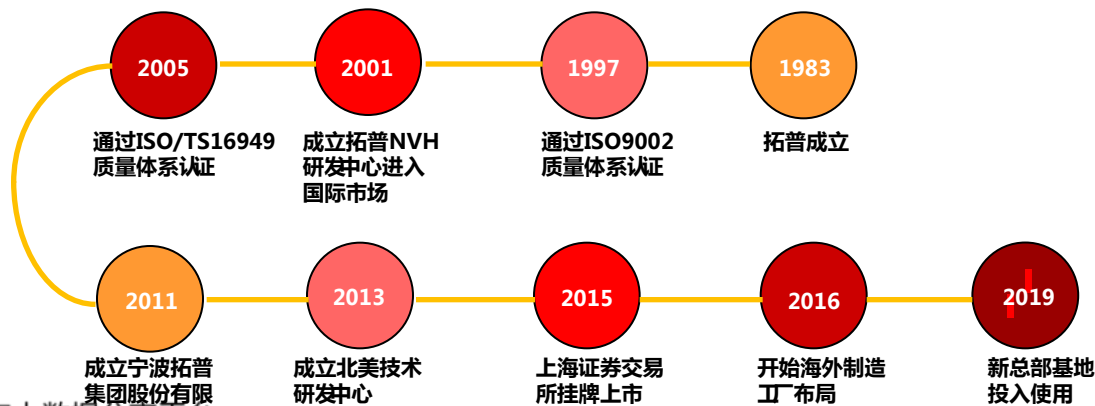 2005
2001
1997
1983
通过ISO/TS16949
质量体系认证
成立拓普NVH
研发中心进入
国际市场
通过ISO9002
质量体系认证
拓普成立
2011
2013
2015
2016
2019
成立宁波拓普
集团股份有限
成立北美技术
研发中心
上海证券交易
所挂牌上市
开始海外制造
工厂布局
新总部基地
投入使用